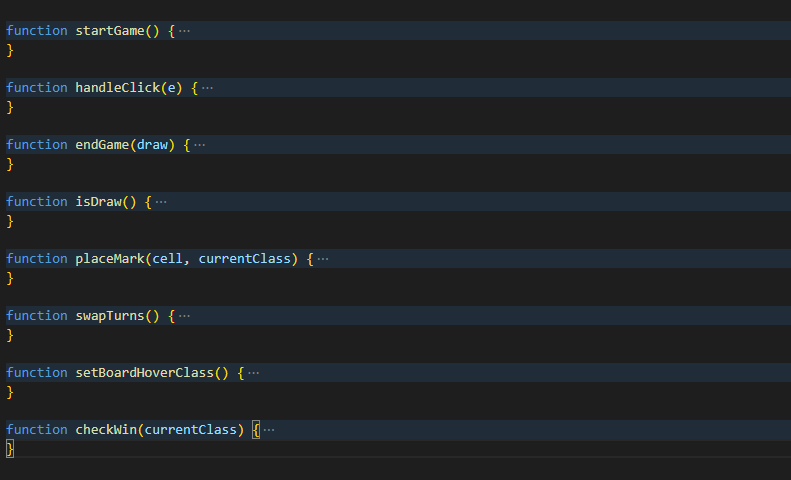 function startGame() {⋯
}
function handleClick(e) {⋯
}
function endGame(draw) {⋯
}
function isDraw() {⋯
}
function placeMark(cell, currentClass) {⋯
}
function swapTurns() {⋯
}
function setBoardHoverClass() {⋯
}
function checkWin(currentClass) {⋯
}